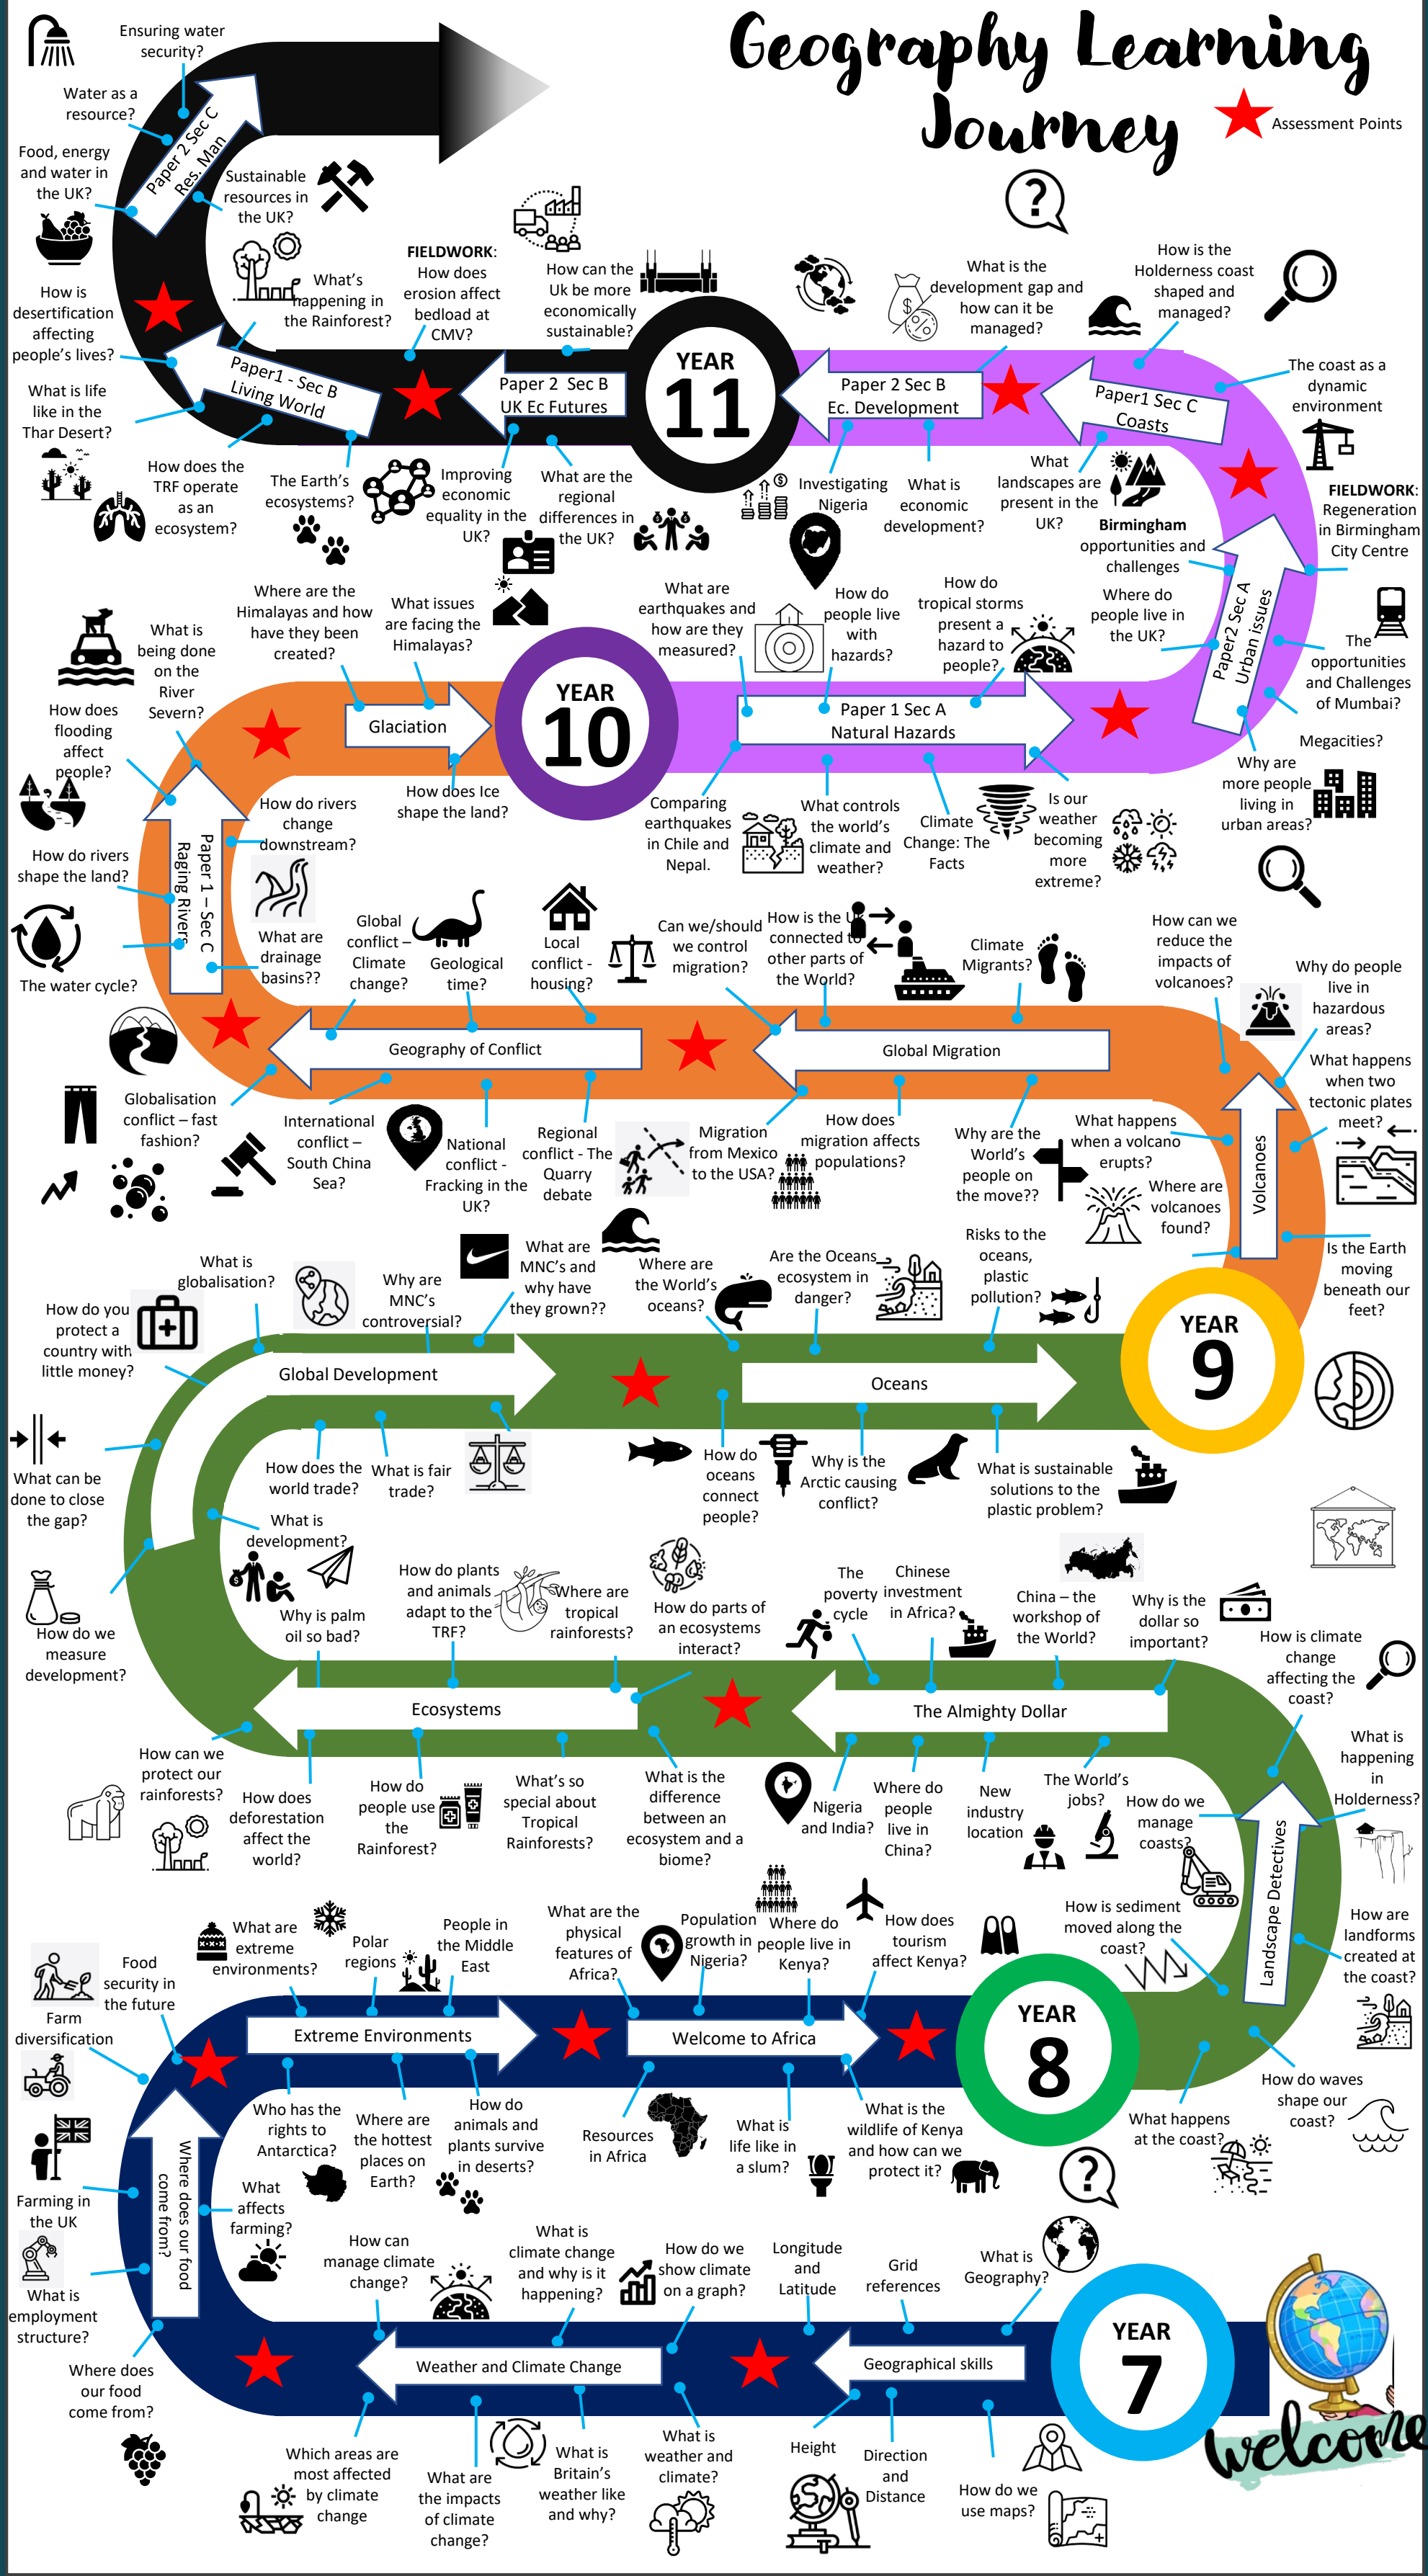 Geography Learning
Journey
Assessment Points
Ensuring water
security?
Water as a
resource?
Food, energy
and water in
the UK?
Paper 2 Sec C
Res. Man
Sustainable
resources in
the UK?
How is
desertification
affecting
people's lives?
What's
happening in
the Rainforest?
FIELDWORK:
How does
erosion affect
bedload at
CMV?
How can the
Uk be more
economically
sustainable?
What is the
development gap and
how can it be
managed?
How is the
Holderness coast
shaped and
managed?
The coast as a
dynamic
environment
What is life
like in the
Thar Desert?
Paper1 - Sec B
Living World
Paper 2 Sec B
UK Ec Futures
YEAR
11
Paper 2 Sec B
Ec. Development
Paper1 Sec C
Coasts
How does the
TRF operate
as an
ecosystem?
The Earth's
ecosystems?
Improving
economic
equality in the
UK?
What are the
regional
differences in
the UK?
Investigating
Nigeria
What is
economic
development?
What
landscapes are
present in the
UK?
Birmingham
opportunities and
challenges
FIELDWORK:
Regeneration
in Birmingham
City Centre
Where do
people live in
the UK?
Paper2 Sec A
Urban issues
The
opportunities
and Challenges
of Mumbai?
Megacities?
Why are
more people
living in
urban areas?
What is
being done
on the
River
Severn?
Where are the
Himalayas and how
have they been
created?
What issues
are facing the
Himalayas?
What are
earthquakes and
how are they
measured?
How do
people live
with
hazards?
How do
tropical storms
present a
hazard to
people?
How does
flooding
affect
people?
Glaciation
YEAR
10
Paper 1 Sec A
Natural Hazards
How does Ice
shape the land?
Comparing
earthquakes
in Chile and
Nepal.
What controls
the world's
climate and
weather?
Climate
Change: The
Facts
Is our
weather
becoming
more
extreme?
How do rivers
change
downstream?
How do rivers
shape the land?
Paper 1 – Sec C
Raging Rivers
What are
drainage
basins??
The water cycle?
Global
conflict –
Climate
change?
Geological
time?
Local
conflict -
housing?
Can we/should
we control
migration?
How is the UK
connected to
other parts of
the World?
Climate
Migrants?
How can we
reduce the
impacts of
volcanoes?
Why do people
live in
hazardous
areas?
Geography of Conflict
Global Migration
What happens
when two
tectonic plates
meet?
Globalisation
conflict – fast
fashion?
International
conflict –
South China
Sea?
National
conflict -
Fracking in the
UK?
Regional
conflict - The
Quarry
debate
Migration
from Mexico
to the USA?
How does
migration affects
populations?
Why are the
World's
people on
the move??
What happens
when a volcano
erupts?
Where are
volcanoes
found?
Volcanoes
Is the Earth
moving
beneath our
feet?
What is
globalisation?
Why are
MNC's
controversial?
What are
MNC's and
why have
they grown??
Where are
the World's
oceans?
Are the Oceans
ecosystem in
danger?
Risks to the
oceans,
plastic
pollution?
How do you
protect a
country with
little money?
Global Development
Oceans
YEAR
9
What can be
done to close
the gap?
How does the
world trade?
What is fair
trade?
How do
oceans
connect
people?
Why is the
Arctic causing
conflict?
What is sustainable
solutions to the
plastic problem?
What is
development?
How do we
measure
development?
Why is palm
oil so bad?
How do plants
and animals
adapt to the
TRF?
Where are
tropical
rainforests?
How do parts of
an ecosystems
interact?
The
poverty
cycle
Chinese
investment
in Africa?
China – the
workshop of
the World?
Why is the
dollar so
important?
How is climate
change
affecting the
coast?
Ecosystems
The Almighty Dollar
How can we
protect our
rainforests?
How does
deforestation
affect the
world?
How do
people use
the
Rainforest?
What's so
special about
Tropical
Rainforests?
What is the
difference
between an
ecosystem and a
biome?
Nigeria
and India?
Where do
people
live in
China?
New
industry
location
The World's
jobs?
How do we
manage
coasts?
What is
happening
in
Holderness?
Landscape Detectives
How is sediment
moved along the
coast?
How are
landforms
created at
the coast?
Food
security in
the future
What are
extreme
environments?
Polar
regions
People in
the Middle
East
What are the
physical
features of
Africa?
Population
growth in
Nigeria?
Where do
people live in
Kenya?
How does
tourism
affect Kenya?
Farm
diversification
Extreme Environments
Welcome to Africa
YEAR
8
How do waves
shape our
coast?
What happens
at the coast?
Who has the
rights to
Antarctica?
Where are
the hottest
places on
Earth?
How do
animals and
plants survive
in deserts?
Resources
in Africa
What is
life like in
a slum?
What is the
wildlife of Kenya
and how can we
protect it?
Farming in
the UK
Where does our food
come from?
What
affects
farming?
What is
employment
structure?
Where does
our food
come from?
How can
manage climate
change?
What is
climate change
and why is it
happening?
How do we
show climate
on a graph?
Longitude
and
Latitude
Grid
references
What is
Geography?
Weather and Climate Change
Geographical skills
YEAR
7
welcome
Which areas are
most affected
by climate
change
What are
the impacts
of climate
change?
What is
Britain's
weather like
and why?
What is
weather and
climate?
Height
Direction
and
Distance
How do we
use maps?